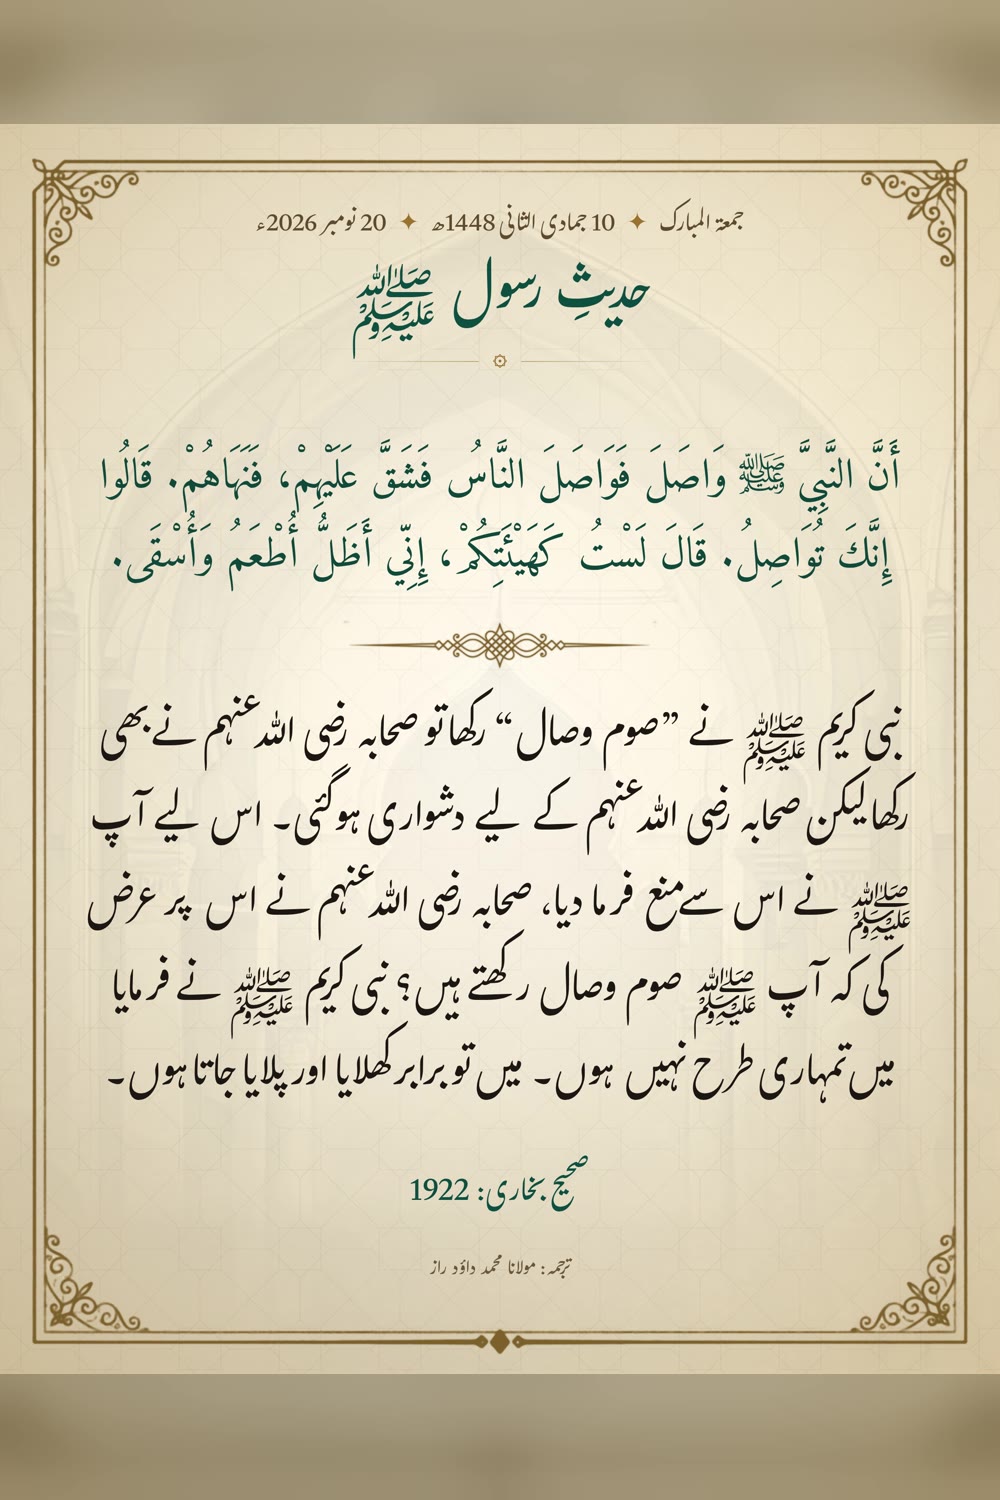 جمعۃ المبارک ✦ 10 جمادی الثانی 1448ھ ✦ 20 نومبر 2026ء
حدیثِ رسول ﷺ
أَنَّ النَّبِيَّ ﷺ وَاصَلَ فَوَاصَلَ النَّاسُ فَشَقَّ عَلَيْهِمْ، فَنَهَاهُمْ. قَالُوا
إِنَّكَ تُوَاصِلُ. قَالَ لَسْتُ كَهَيْئَتِكُمْ، إِنِّي أَظَلُّ أُطْعَمُ وَأُسْقَى.
نبی کریم ﷺ نے ”صوم وصال“ رکھا تو صحابہ رضی اللہ عنہم نے بھی
رکھا لیکن صحابہ رضی اللہ عنہم کے لیے دشواری ہوگئی۔ اس لیے آپ
ﷺ نے اس سے منع فرما دیا، صحابہ رضی اللہ عنہم نے اس پر عرض
کی کہ آپ ﷺ صوم وصال رکھتے ہیں؟ نبی کریم ﷺ نے فرمایا
میں تمہاری طرح نہیں ہوں۔ میں تو برابر کھلایا اور پلایا جاتا ہوں۔
صحیح بخاری: 1922
ترجمہ: مولانا محمد داؤد راز